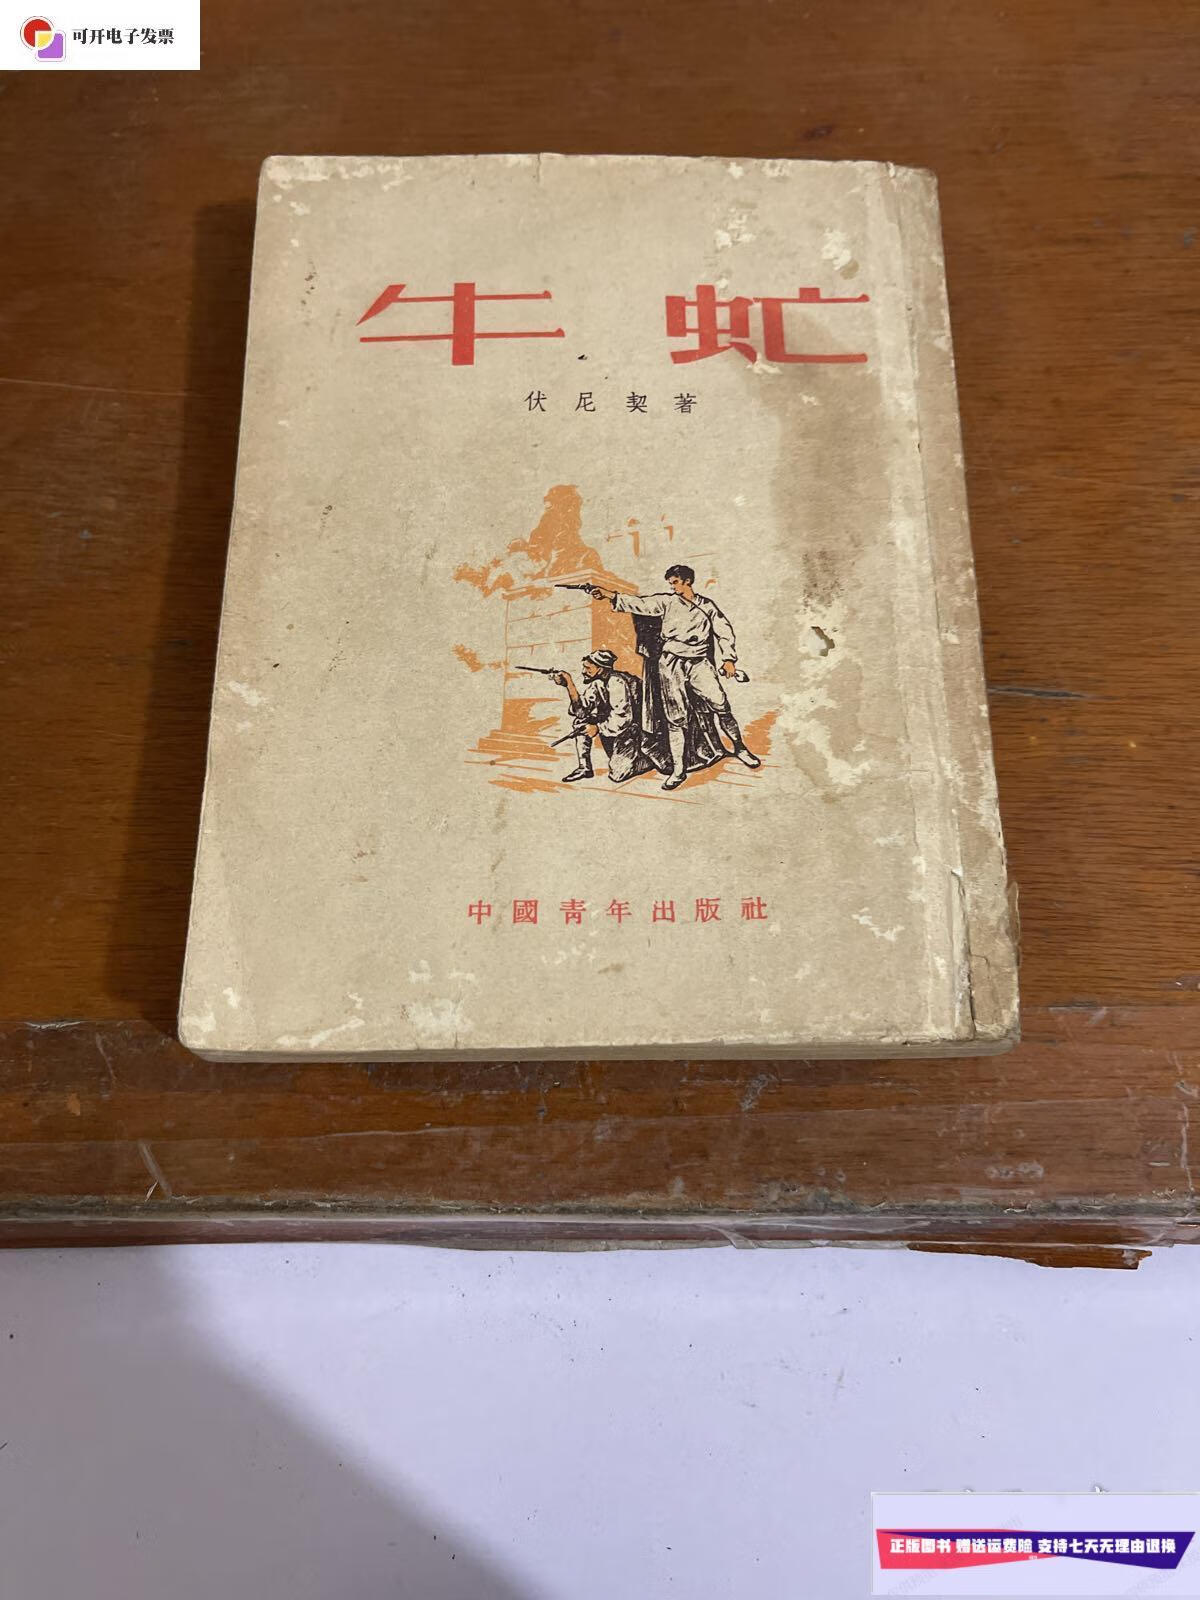 可开电子发票
牛虻
伏尼契著
中國青年出版社
正版图书 赠送运费险 支持七天无理由退换